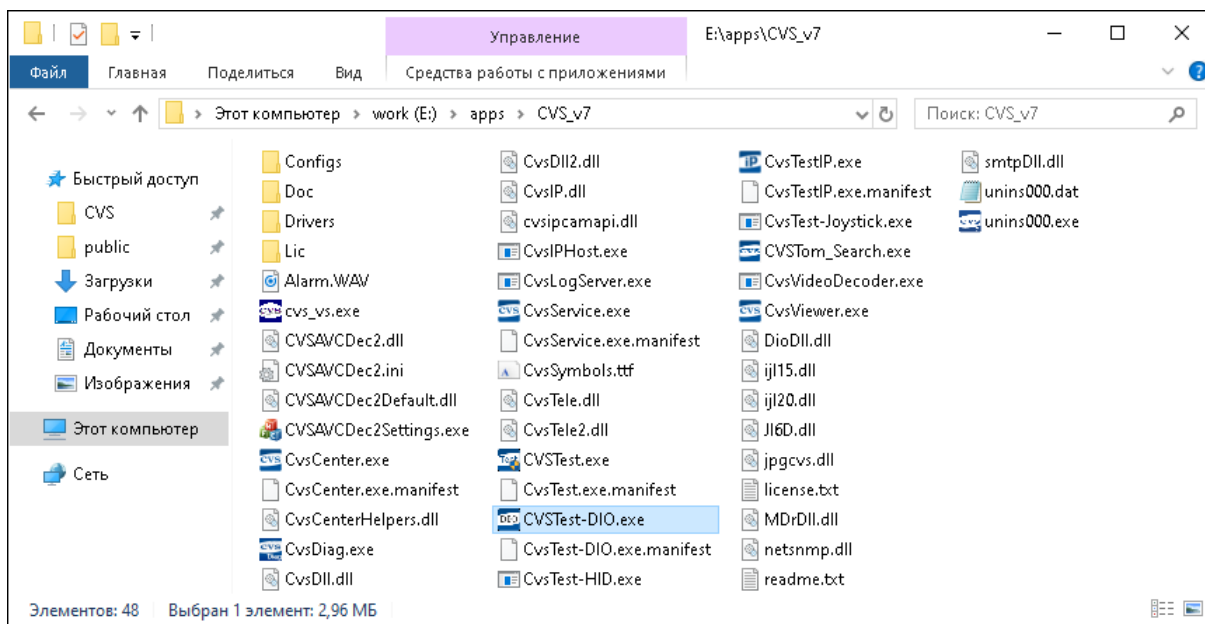 Управление
E:\apps\CVS_v7
Файл
Главная
Поделиться
Вид
Средства работы с приложениями
Этот компьютер > work (E:) > apps > CVS_v7
Поиск: CVS_v7
Быстрый доступ
CVS
public
Загрузки
Рабочий стол
Документы
Изображения
Этот компьютер
Сеть
Configs
Doc
Drivers
Lic
Alarm.WAV
cvs_vs.exe
CVSAVCDec2.dll
CVSAVCDec2.ini
CVSAVCDec2Default.dll
CVSAVCDec2Settings.exe
CvsCenter.exe
CvsCenter.exe.manifest
CvsCenterHelpers.dll
CvsDiag.exe
CvsDll.dll
CvsDll2.dll
CvsIP.dll
cvsipcamapi.dll
CvsIPHost.exe
CvsLogServer.exe
CvsService.exe
CvsService.exe.manifest
CvsSymbols.ttf
CvsTele.dll
CvsTele2.dll
CVSTest.exe
CvsTest.exe.manifest
CVSTest-DIO.exe
CvsTest-DIO.exe.manifest
CvsTest-HID.exe
CvsTestIP.exe
CvsTestIP.exe.manifest
CvsTest-Joystick.exe
CVSTom_Search.exe
CvsVideoDecoder.exe
CvsViewer.exe
DioDll.dll
ijl15.dll
ijl20.dll
JI6D.dll
jpgcvs.dll
license.txt
MDrDll.dll
netsnmp.dll
readme.txt
smtpDll.dll
unins000.dat
unins000.exe
Элементов: 48
Выбран 1 элемент: 2,96 МБ